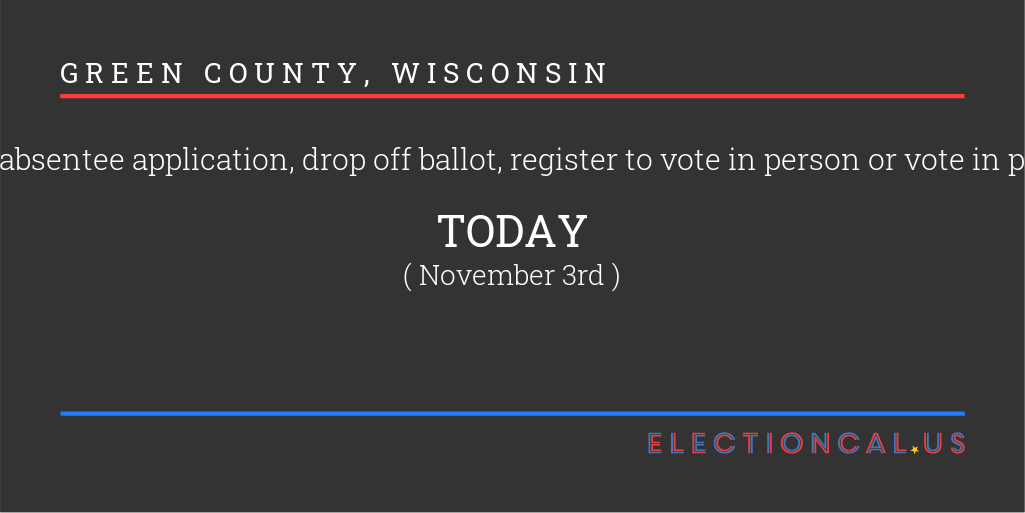 GREEN COUNTY, WISCONSIN
absentee application, drop off ballot, register to vote in person or vote in p
TODAY
( November 3rd )
ELECTIONCAL.US